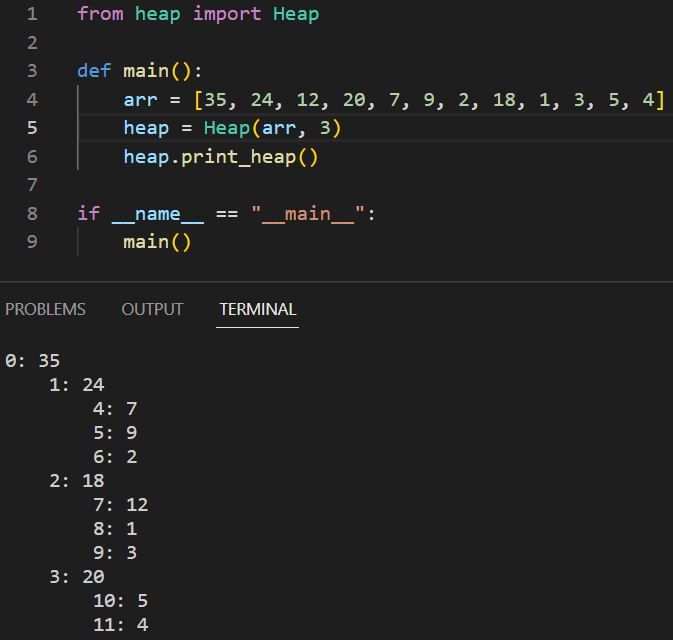 1 from heap import Heap
2
3 def main():
4     arr = [35, 24, 12, 20, 7, 9, 2, 18, 1, 3, 5, 4]
5     heap = Heap(arr, 3)
6     heap.print_heap()
7
8 if __name__ == "__main__":
9     main()
PROBLEMS OUTPUT TERMINAL
0: 35
    1: 24
        4: 7
        5: 9
        6: 2
    2: 18
        7: 12
        8: 1
        9: 3
    3: 20
        10: 5
        11: 4